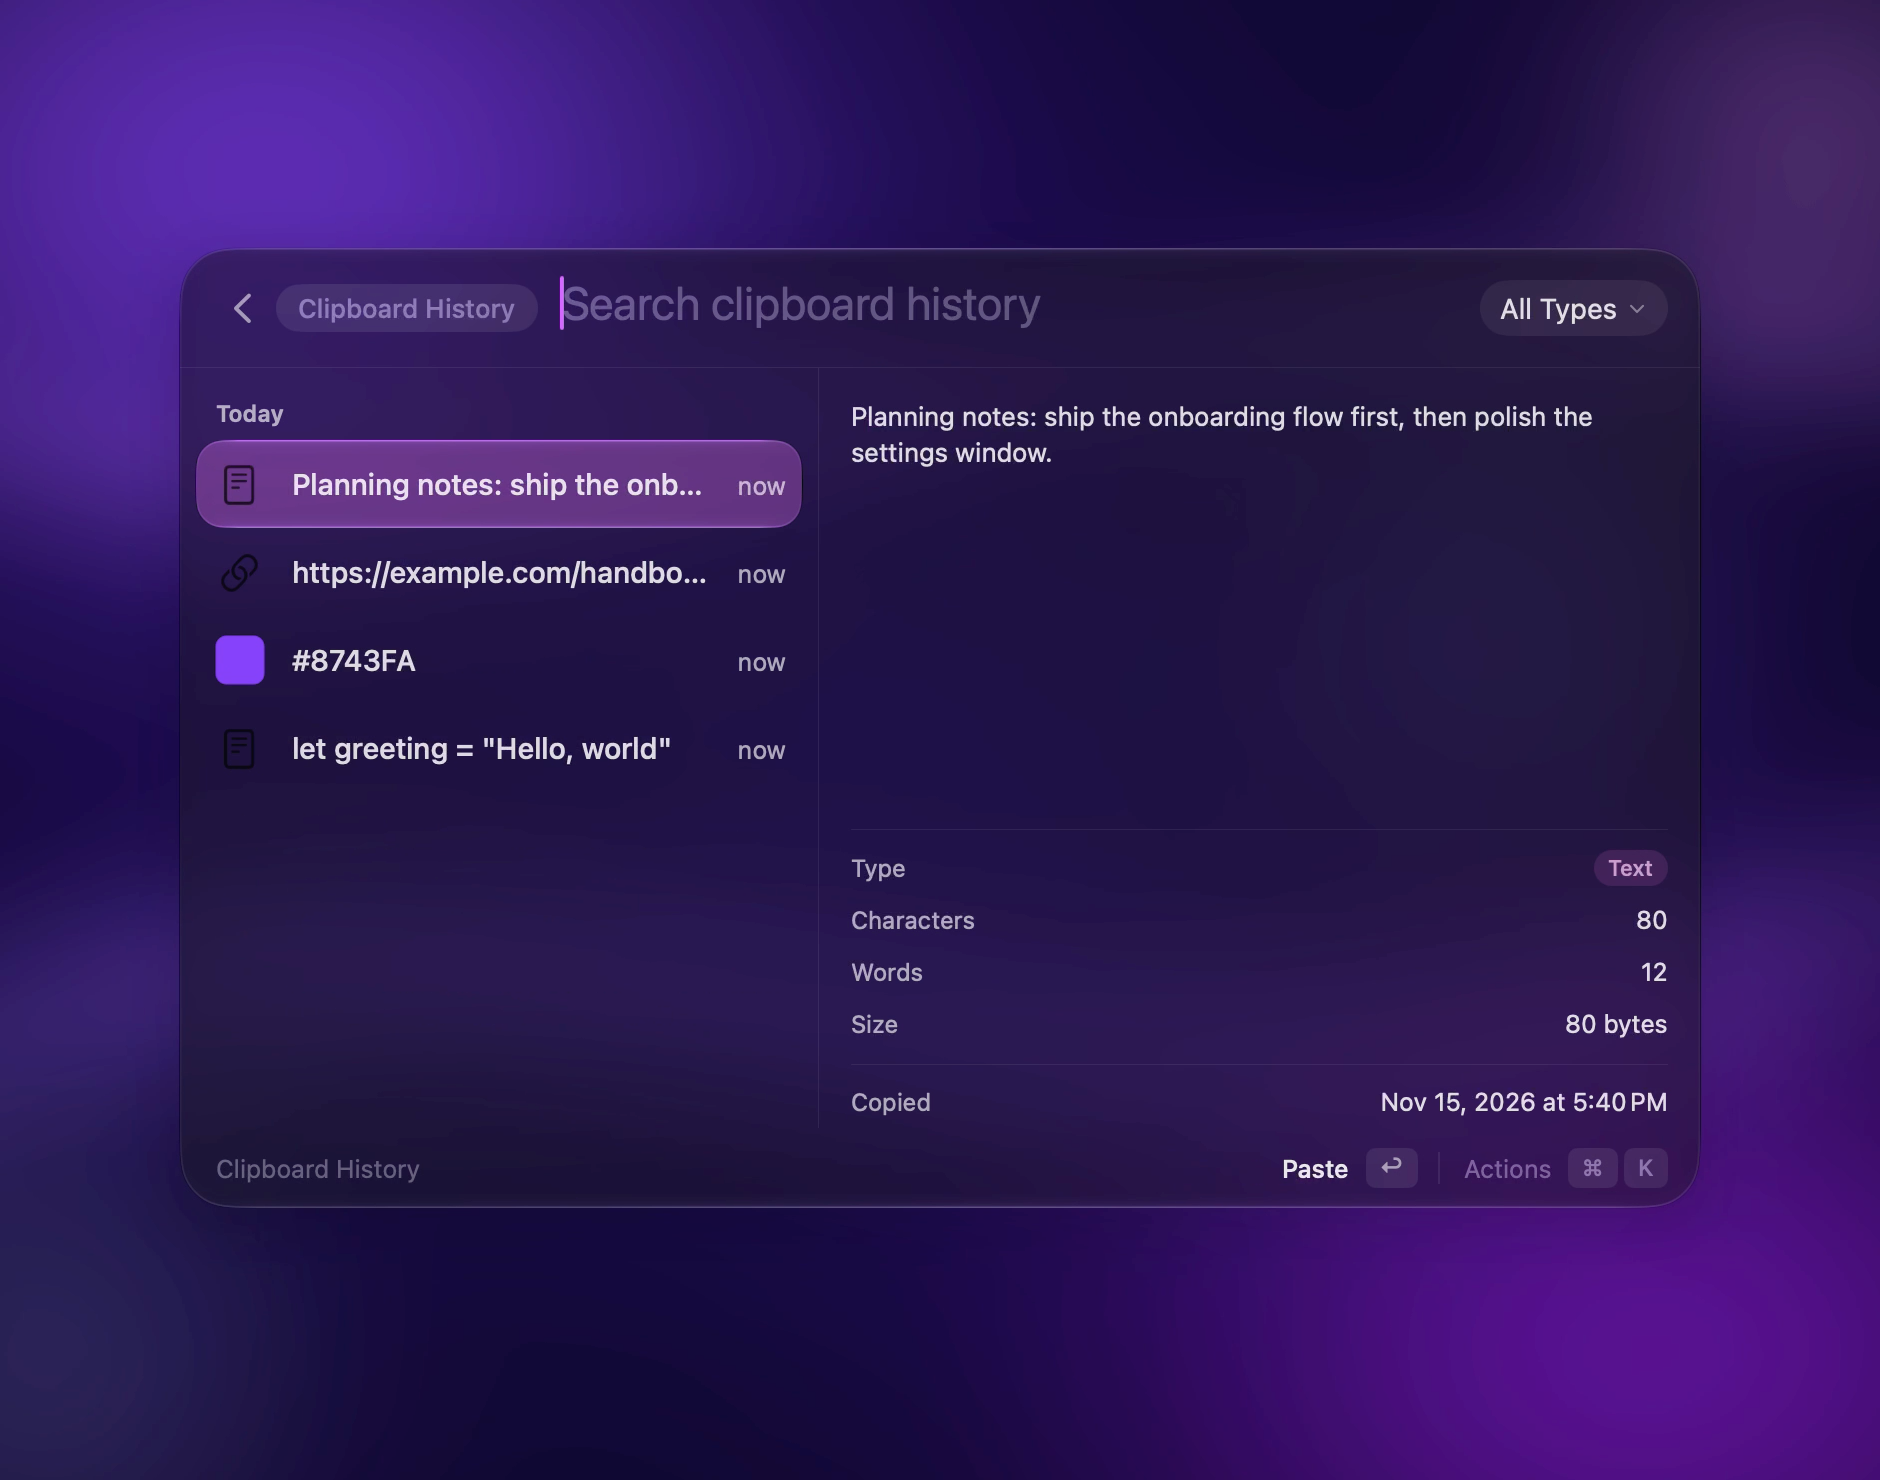 Clipboard History
Search clipboard history
All Types
Today
Planning notes: ship the onb... now
https://example.com/handbo... now
#8743FA now
let greeting = "Hello, world" now
Planning notes: ship the onboarding flow first, then polish the
settings window.
Type Text
Characters 80
Words 12
Size 80 bytes
Copied Nov 15, 2026 at 5:40 PM
Clipboard History
Paste ↩ Actions ⌘ K